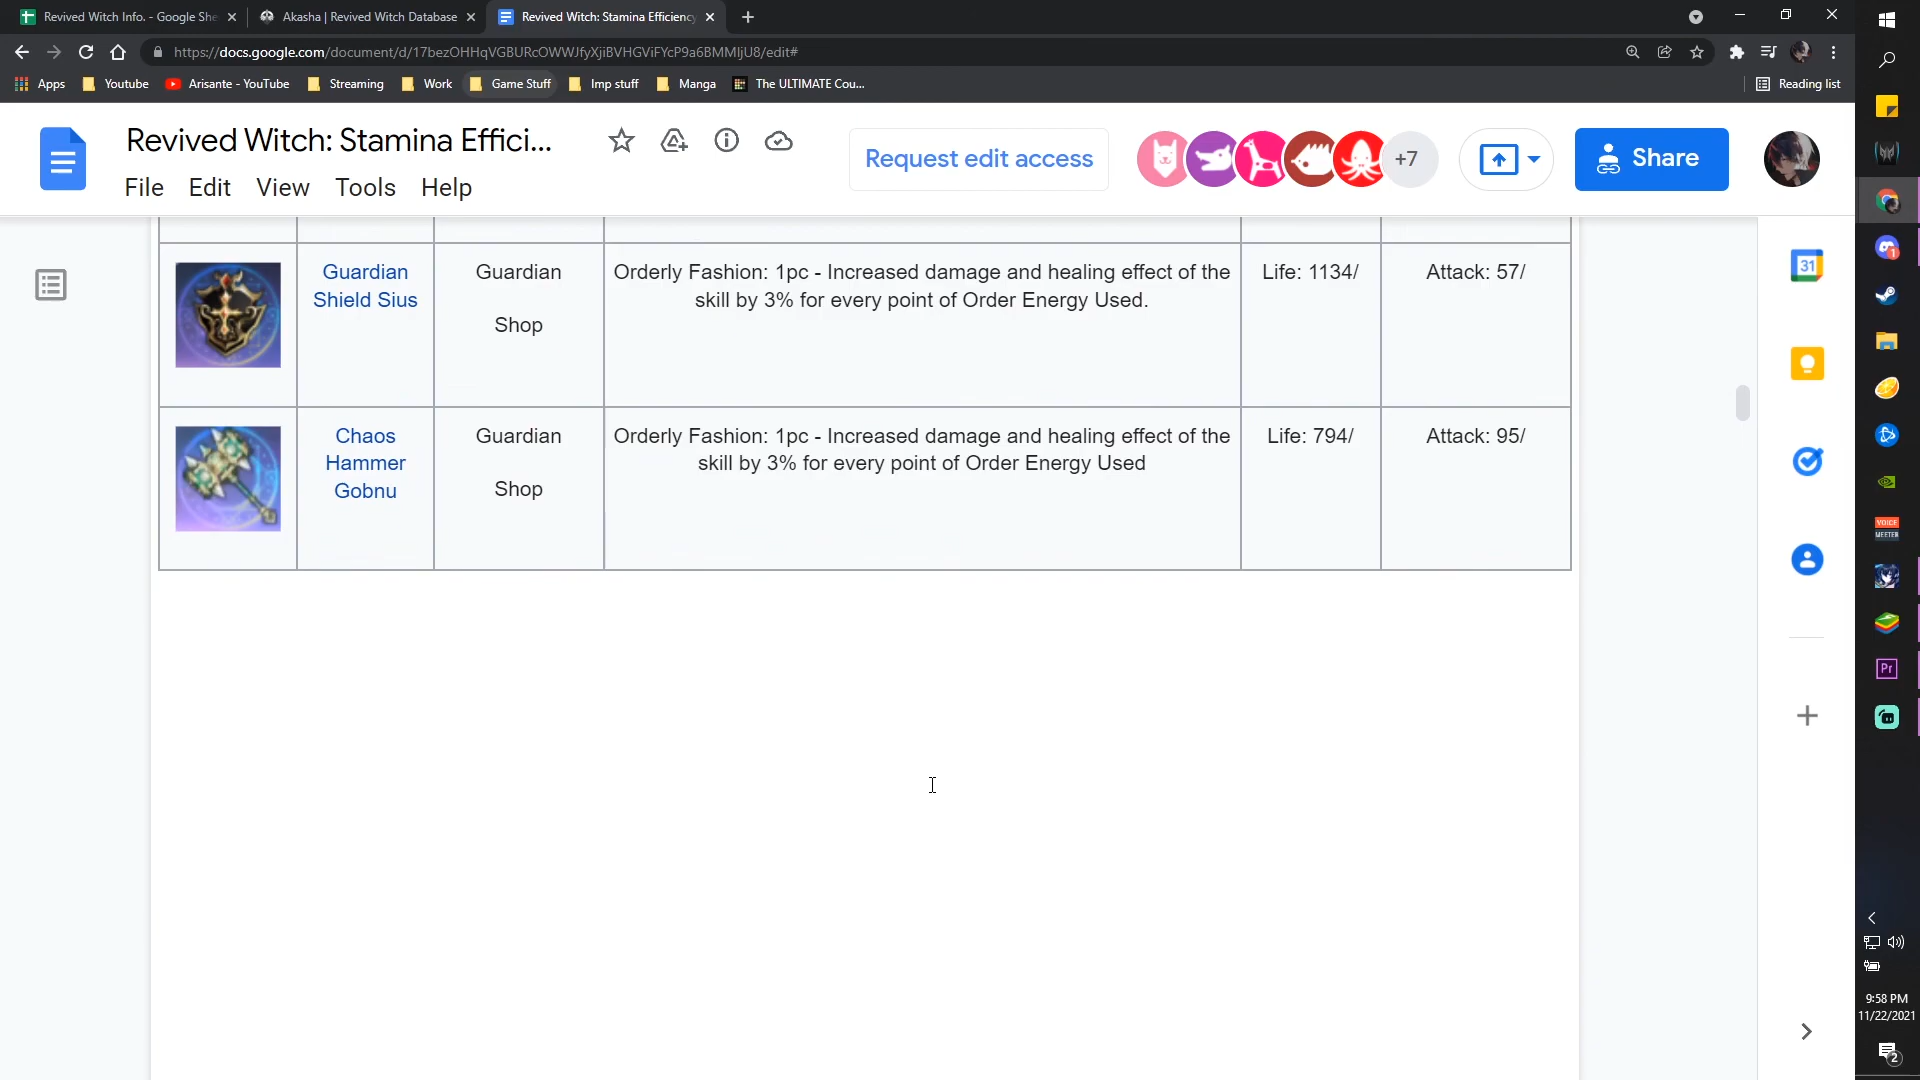 Revived Witch Info. - Google She
Akasha | Revived Witch Database
Revived Witch: Stamina Efficiency
https://docs.google.com/document/d/17bezOHHqVGBURcOWWJfyXjiBVHGViFYcP9a6BMMIjU8/edit#
Apps
Youtube
Arisante - YouTube
Streaming
Work
Game Stuff
Imp stuff
Manga
The ULTIMATE Cou...
Reading list
Revived Witch: Stamina Effici...
File Edit View Tools Help
Request edit access
+7
Share
Guardian
Shield Sius
Guardian
Shop
Orderly Fashion: 1pc - Increased damage and healing effect of the
skill by 3% for every point of Order Energy Used.
Life: 1134/
Attack: 57/
Chaos
Hammer
Gobnu
Guardian
Shop
Orderly Fashion: 1pc - Increased damage and healing effect of the
skill by 3% for every point of Order Energy Used
Life: 794/
Attack: 95/
31
1
VOICE
MEETER
Pr
9:58 PM
11/22/2021
2